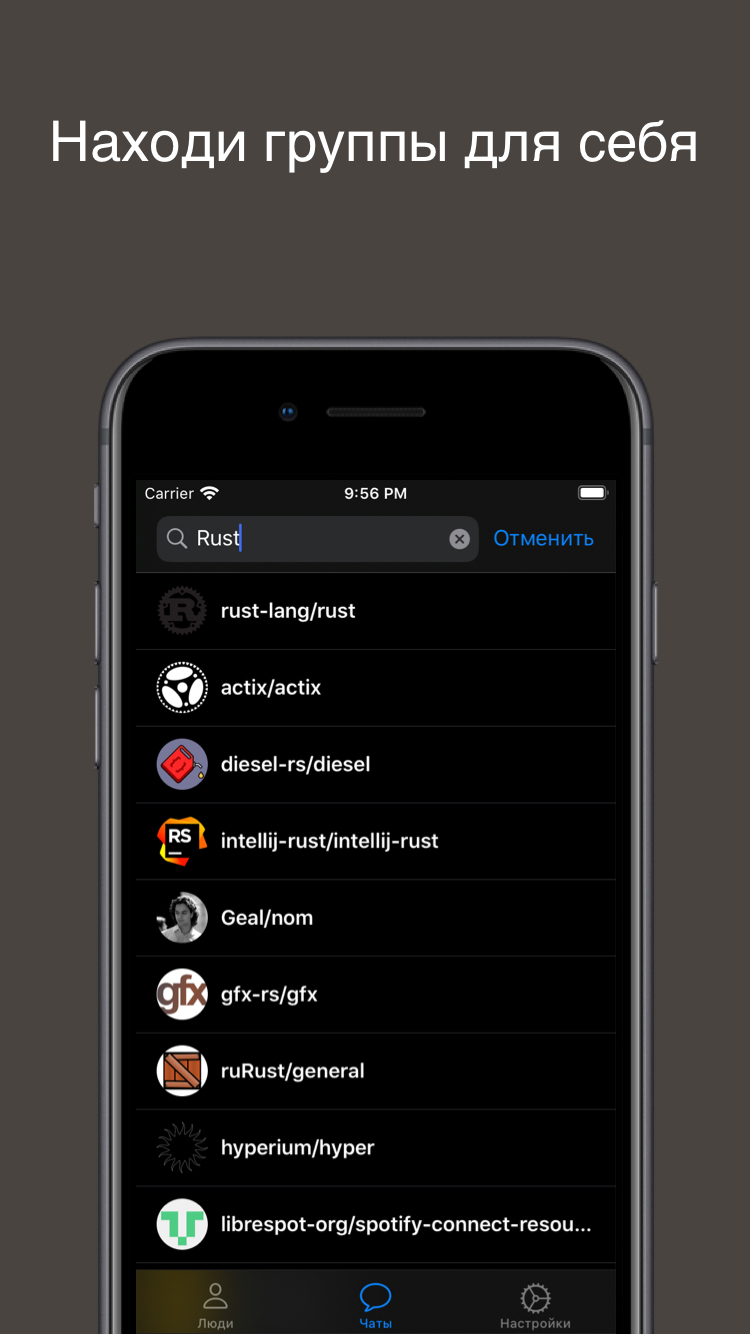 Находи группы для себя
Carrier 9:56 PM
Rust Отменить
rust-lang/rust
actix/actix
diesel-rs/diesel
RS intellij-rust/intellij-rust
Geal/nom
gfx gfx-rs/gfx
ruRust/general
hyperium/hyper
librespot-org/spotify-connect-resou...
Люди Чаты Настройки